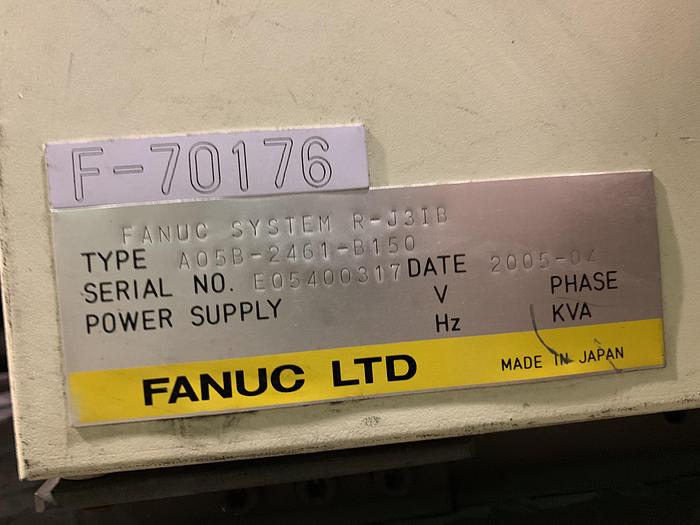 F-70176
FANUC SYSTEM R-J3IB
TYPE A05B-2461-B150
SERIAL NO. E05400317 DATE 2005-04
POWER SUPPLY V PHASE
Hz KVA
FANUC LTD MADE IN JAPAN